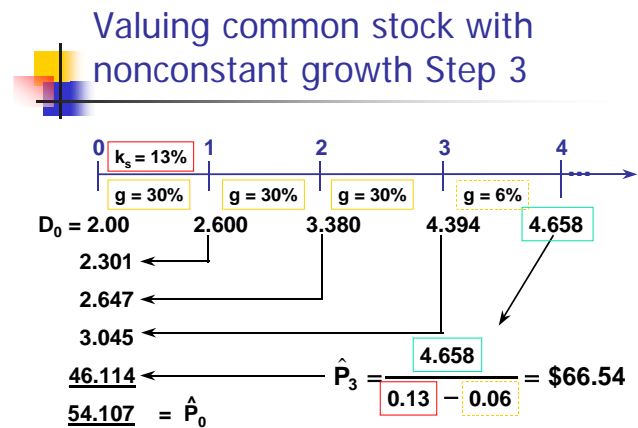 Valuing common stock with
nonconstant growth Step 3
0 1 2 3 4
kₛ = 13%
g = 30% g = 30% g = 30% g = 6%
D₀ = 2.00 2.600 3.380 4.394 4.658
2.301
2.647
3.045
4.658
46.114 P̂₃ = = $66.54
0.13 − 0.06
54.107 = P̂₀